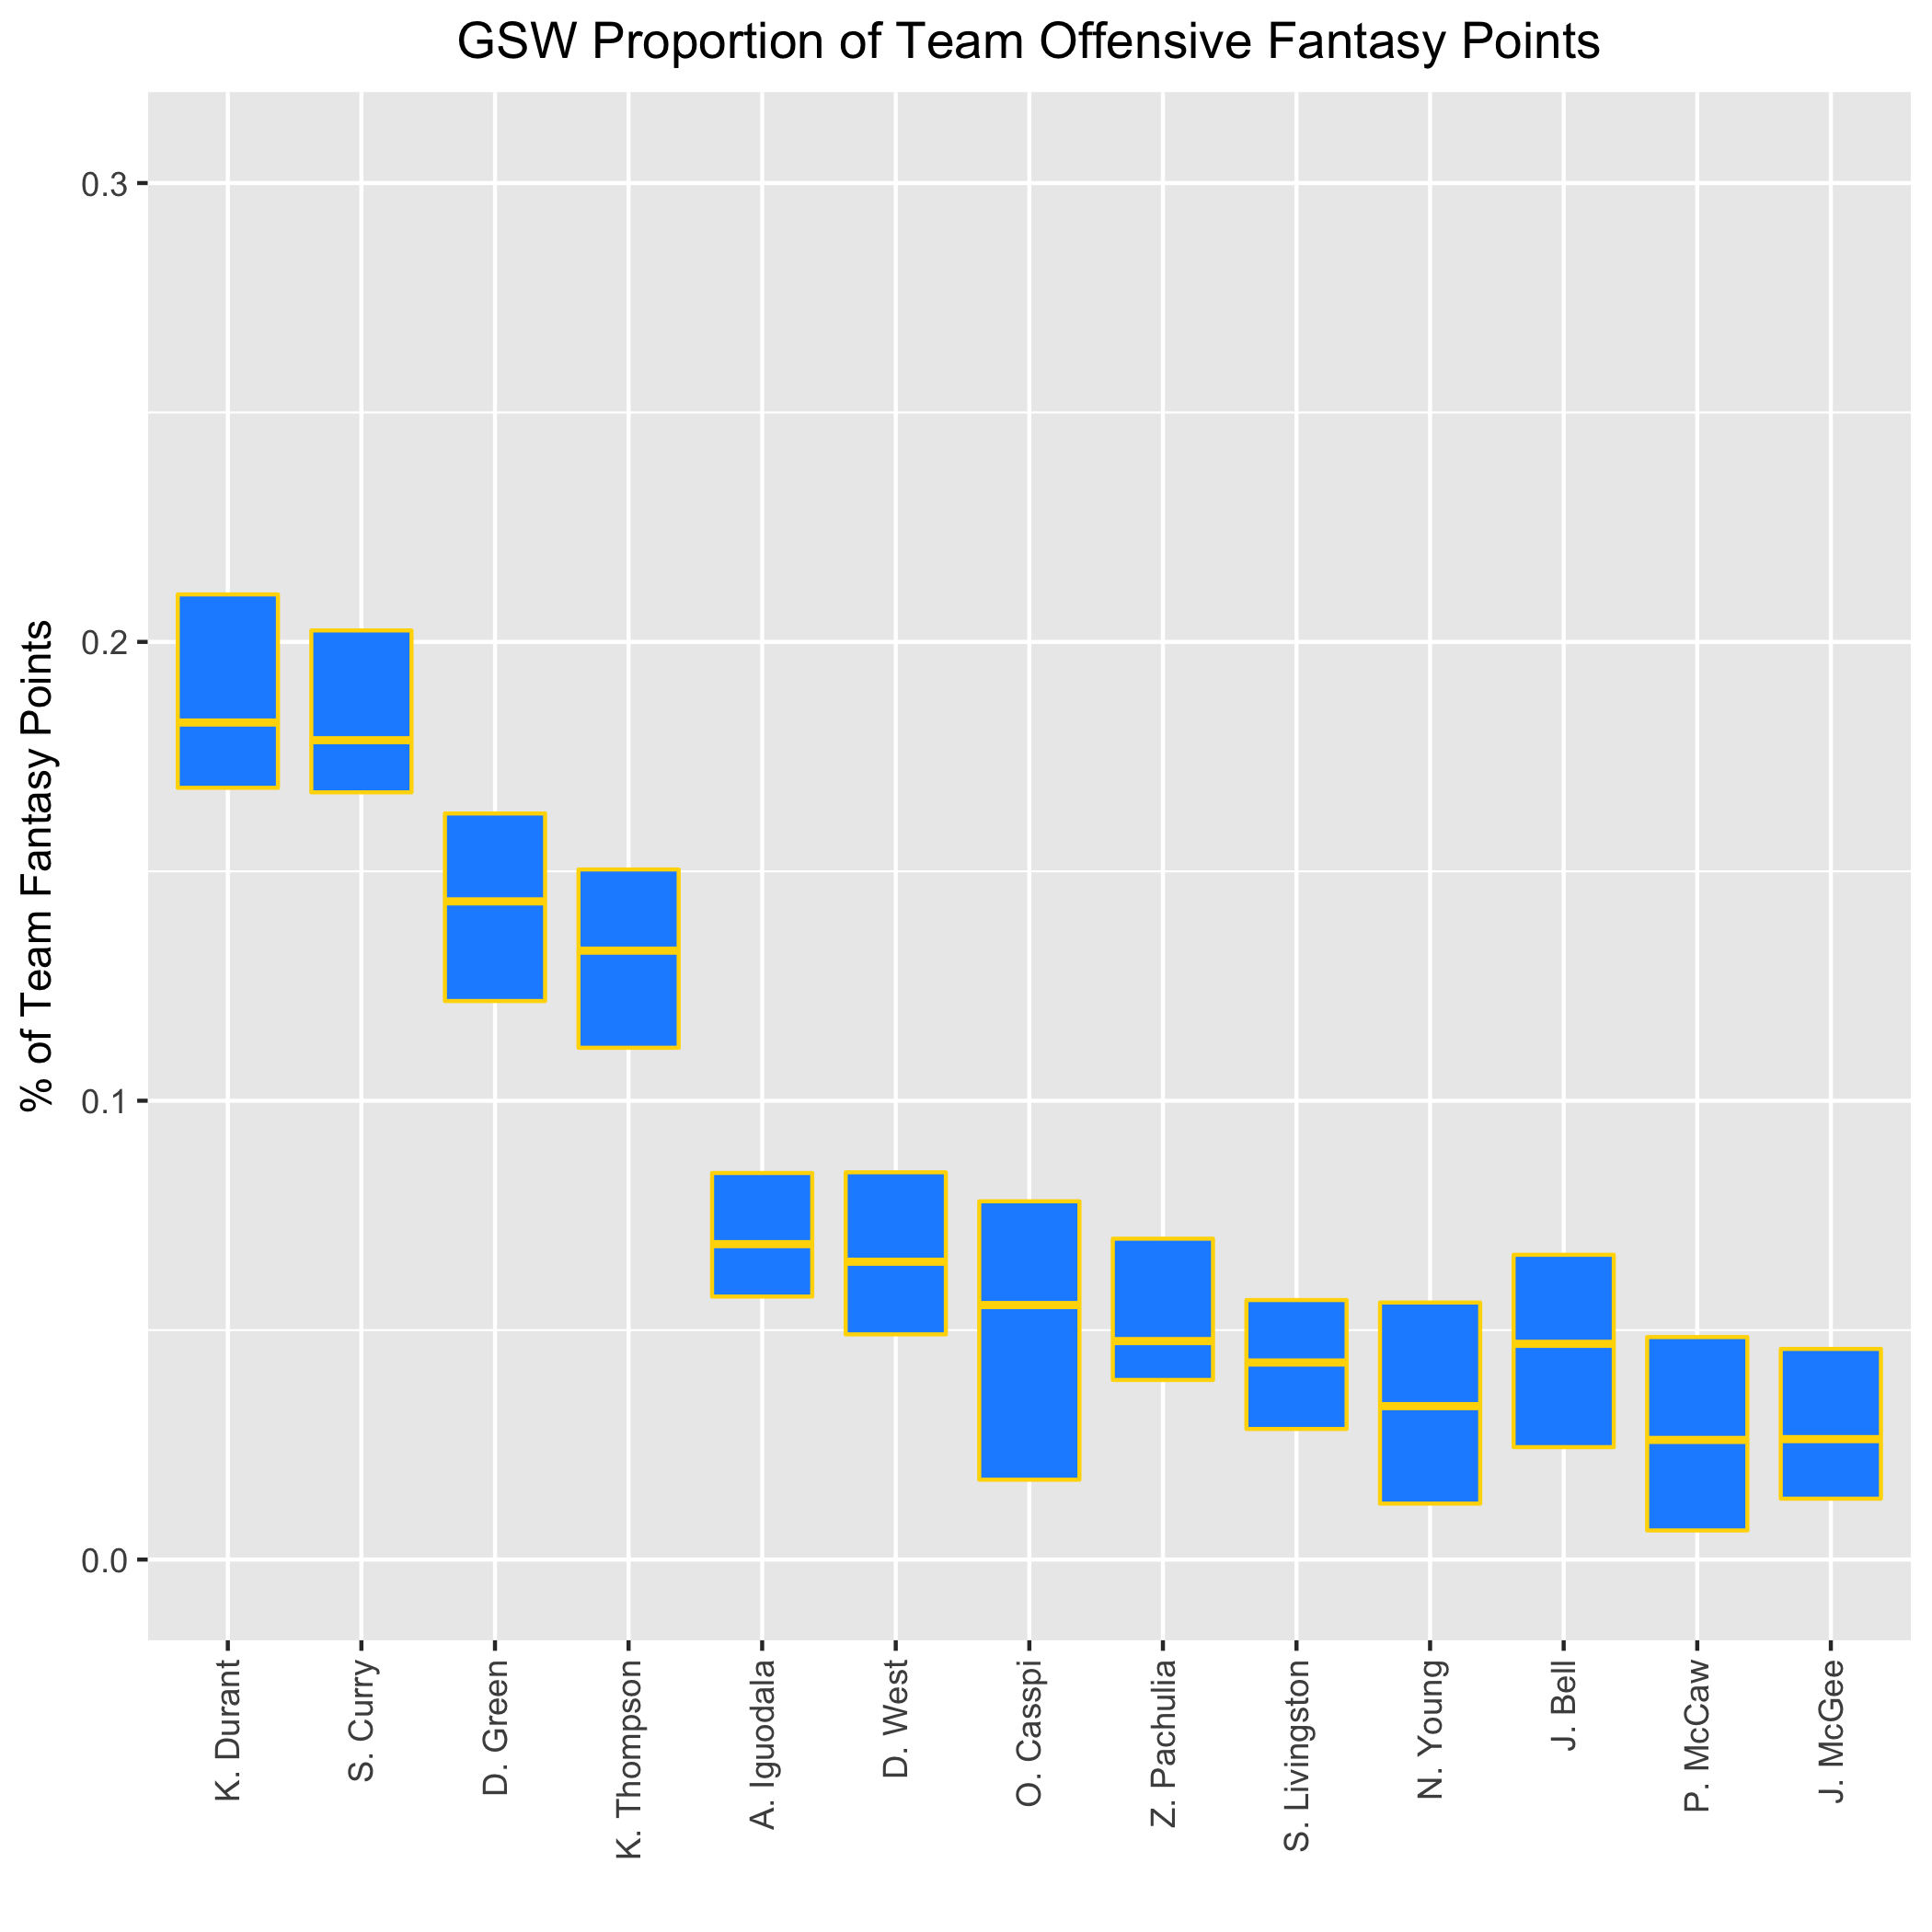 GSW Proportion of Team Offensive Fantasy Points
% of Team Fantasy Points
0.3
0.2
0.1
0.0
K. Durant
S. Curry
D. Green
K. Thompson
A. Iguodala
D. West
O. Casspi
Z. Pachulia
S. Livingston
N. Young
J. Bell
P. McCaw
J. McGee